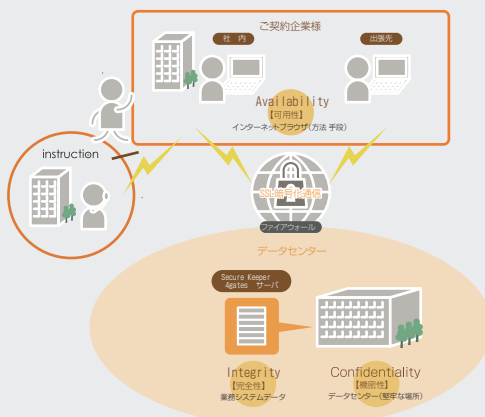 ご契約企業様
社 内
出張先
Availability
【可用性】
インターネットブラウザ(方法 手段)
instruction
SSL暗号化通信
ファイアウォール
データセンター
Secure Keeper
4gates サーバ
Integrity
【完全性】
業務システムデータ
Confidentiality
【機密性】
データセンター(堅牢な場所)